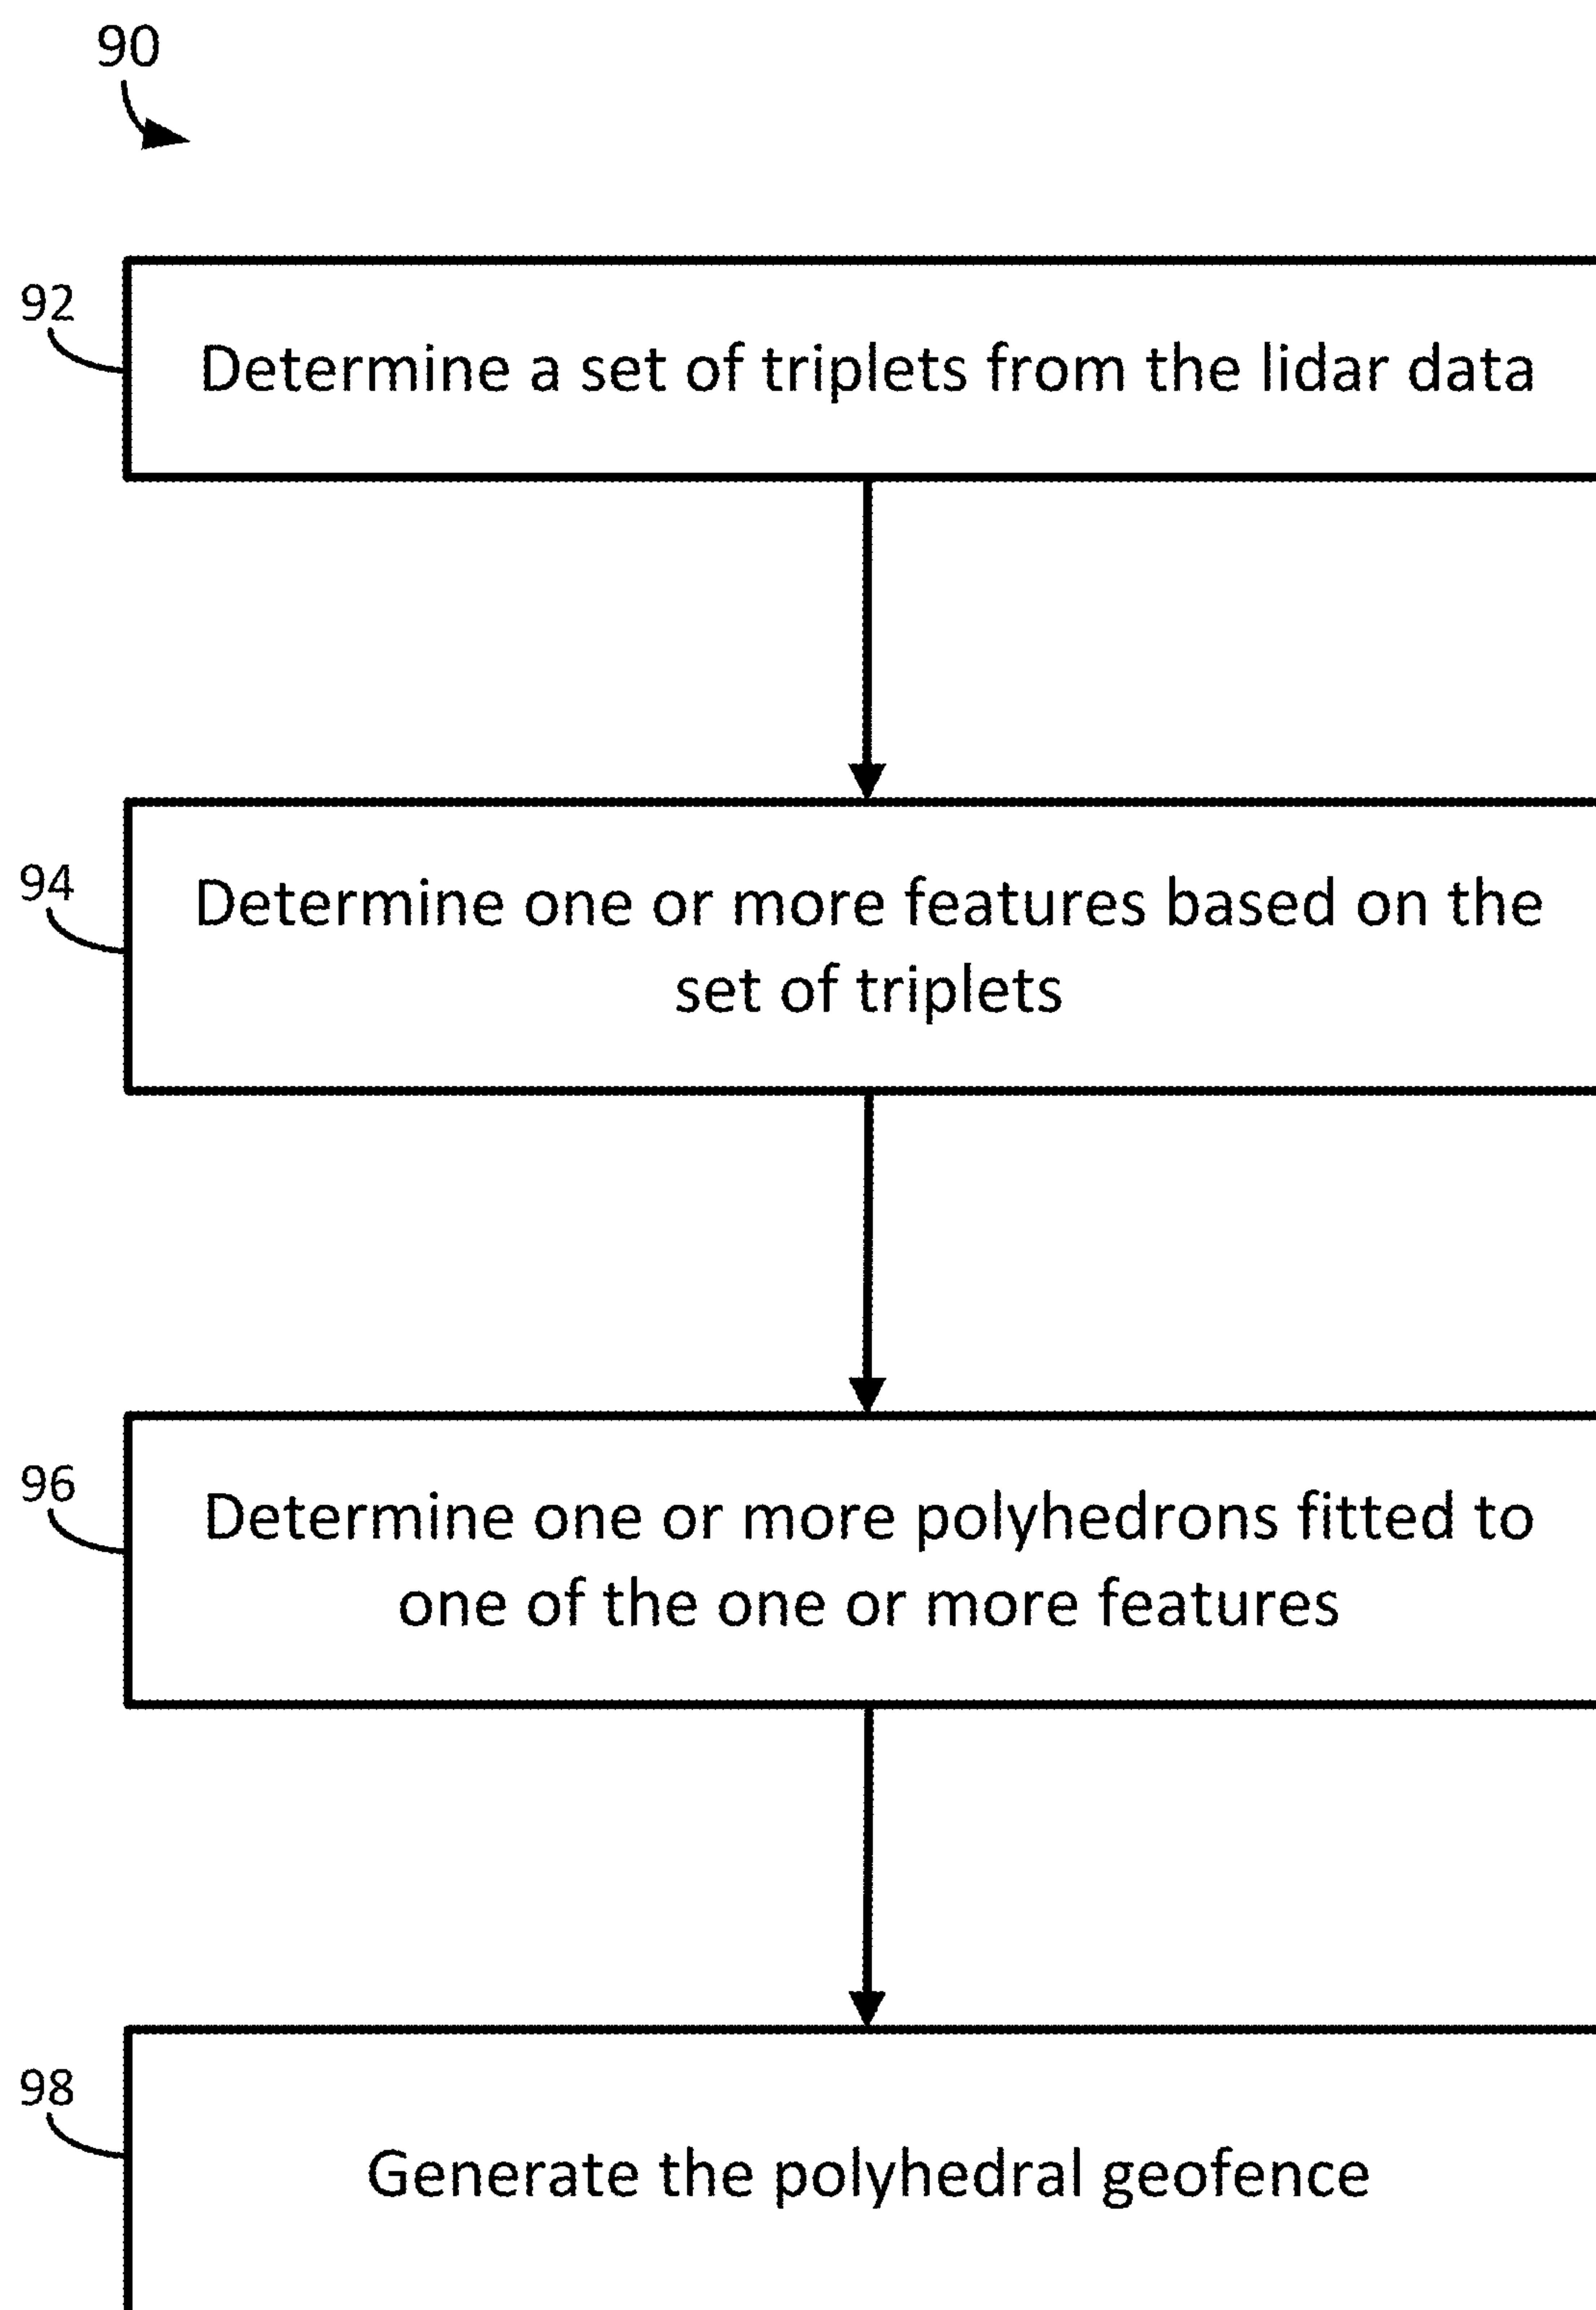 90
92
Determine a set of triplets from the lidar data
94
Determine one or more features based on the
set of triplets
96
Determine one or more polyhedrons fitted to
one of the one or more features
98
Generate the polyhedral geofence